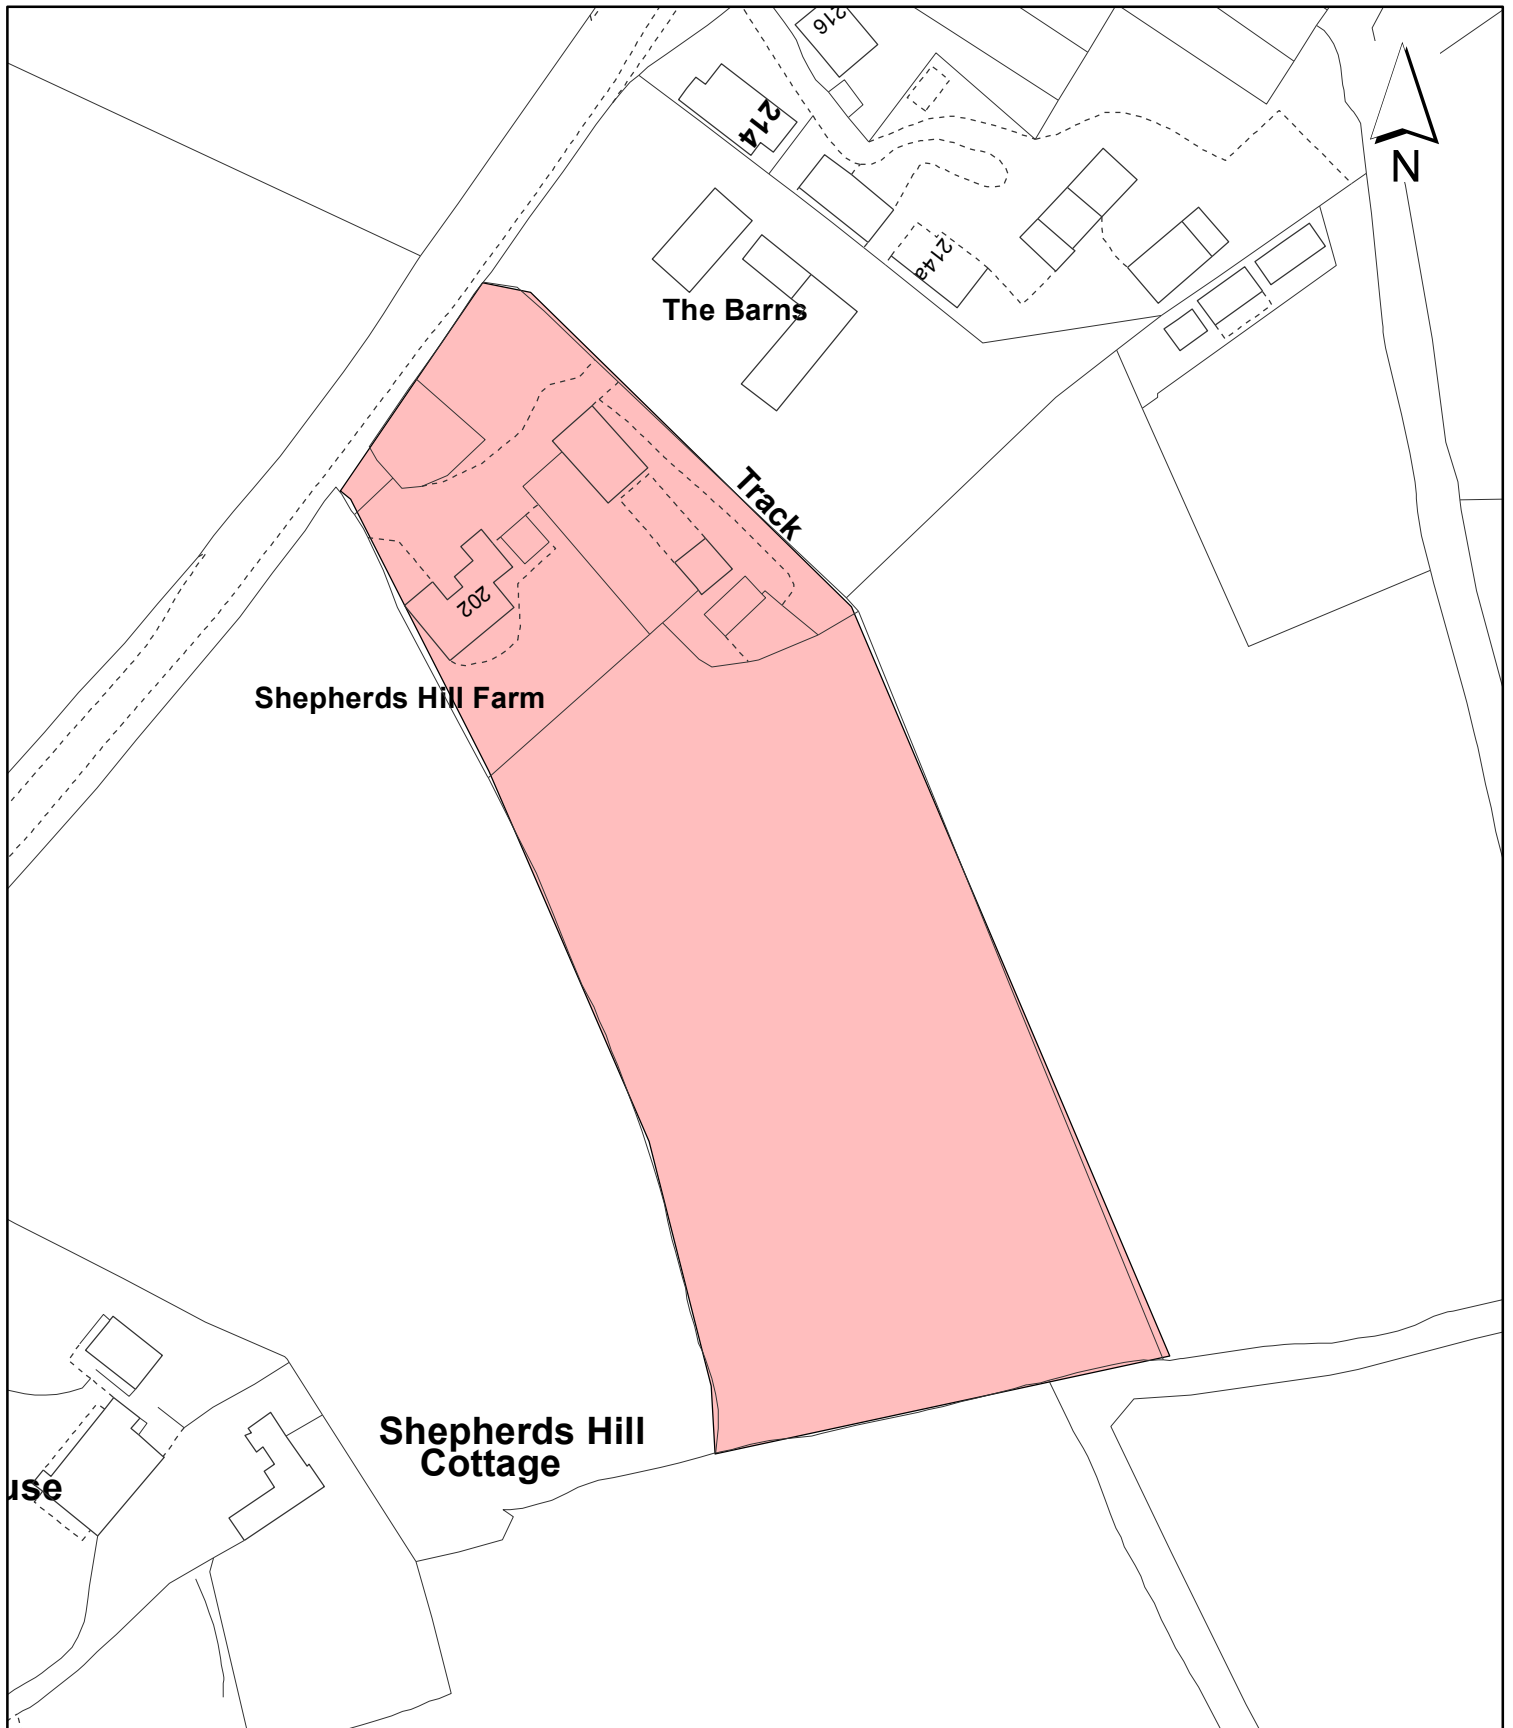 216
214
N
214a
The Barns
Track
202
Shepherds Hill Farm
Shepherds Hill
Cottage
use